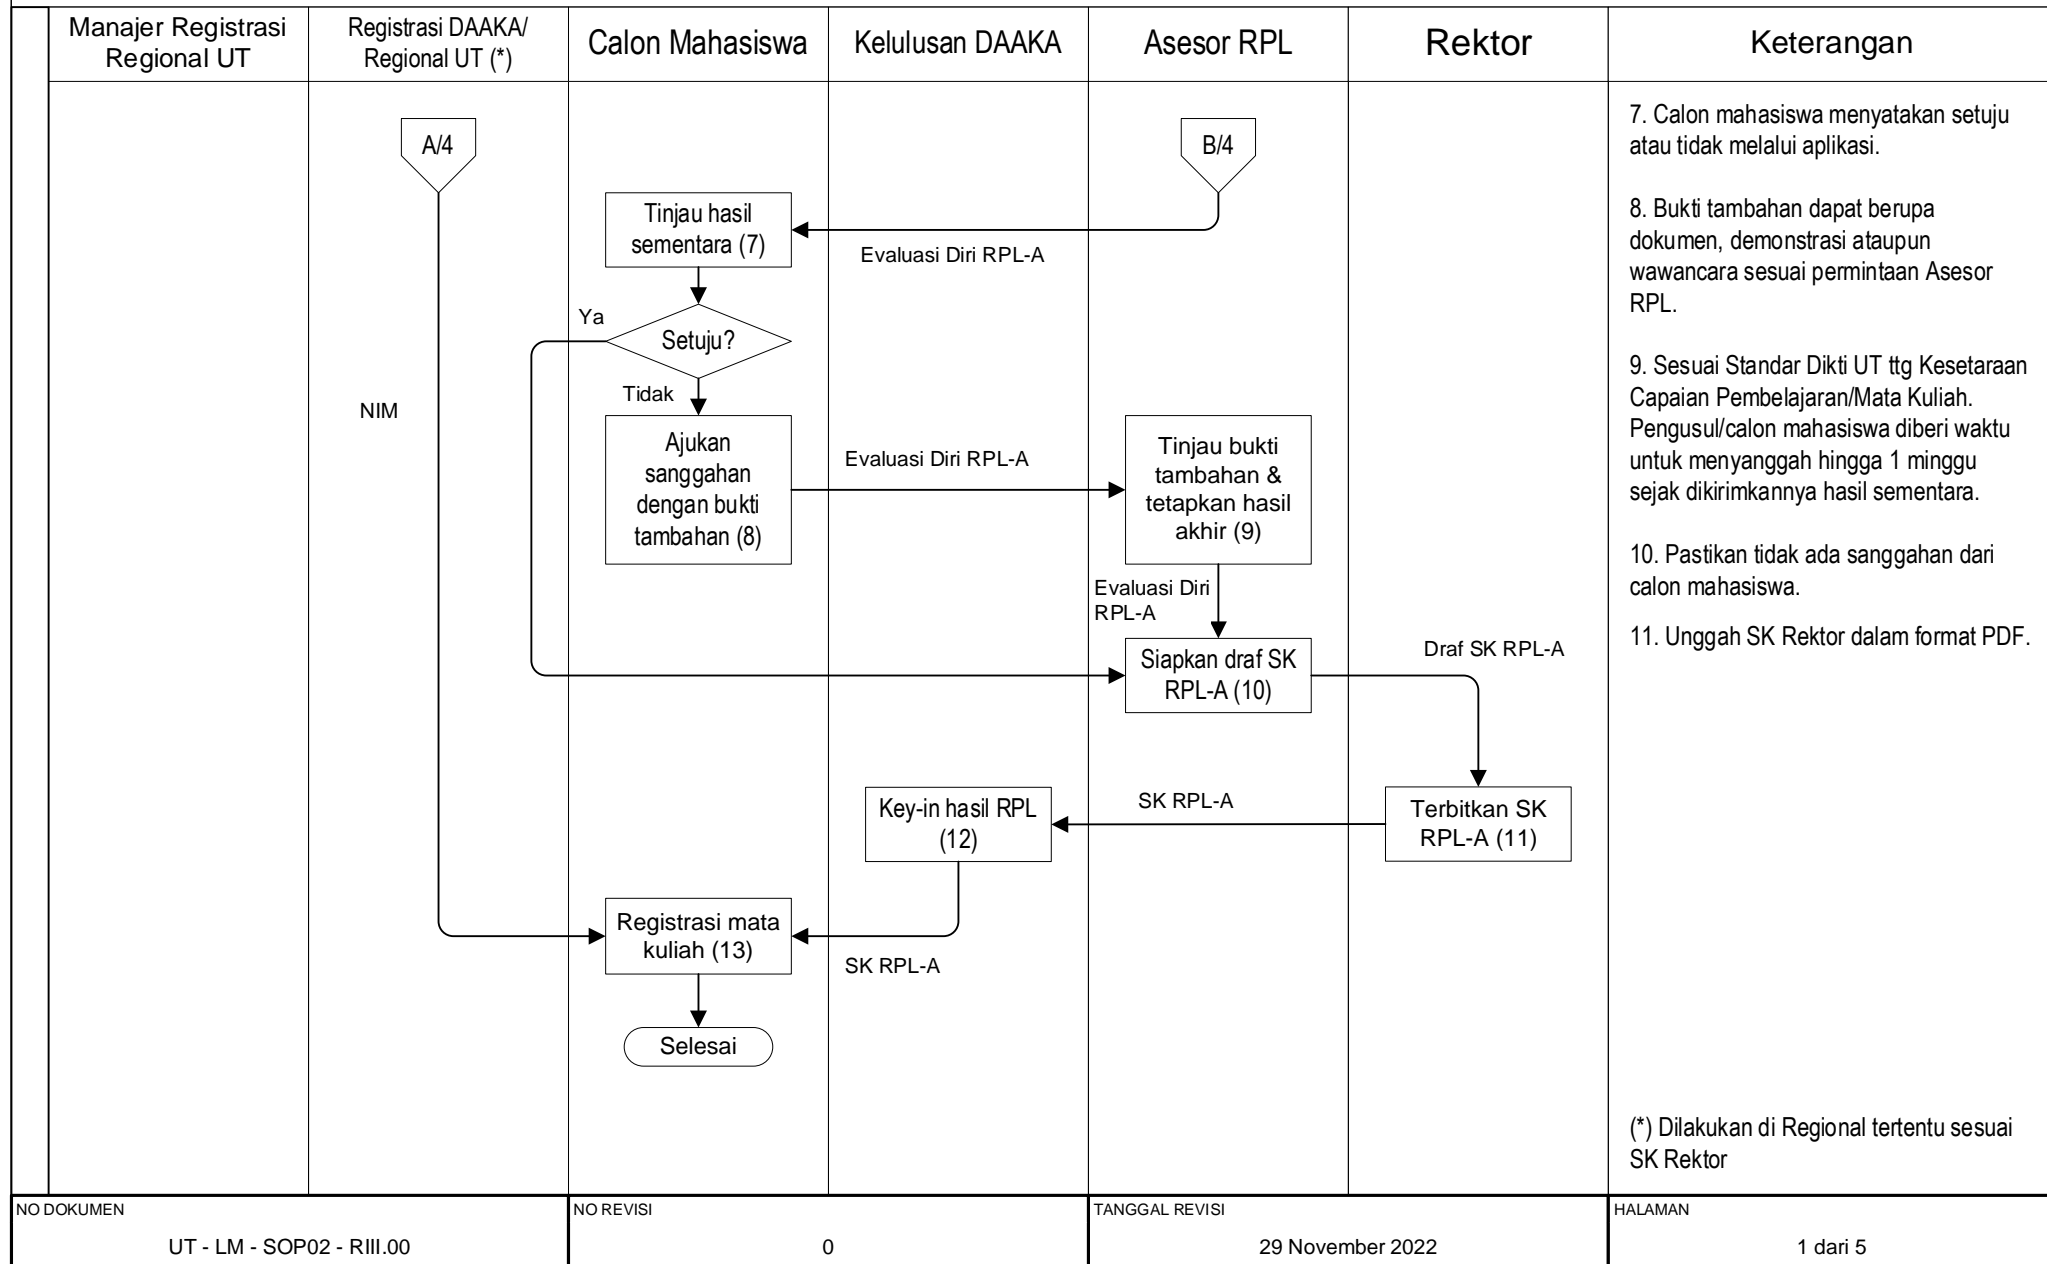 Manajer Registrasi
Regional UT
Registrasi DAAKA/
Regional UT (*)
Calon Mahasiswa
Kelulusan DAAKA
Asesor RPL
Rektor
Keterangan
A/4
B/4
Tinjau hasil
sementara (7)
Evaluasi Diri RPL-A
Ya
Setuju?
Tidak
NIM
Ajukan
sanggahan
dengan bukti
tambahan (8)
Evaluasi Diri RPL-A
Tinjau bukti
tambahan &
tetapkan hasil
akhir (9)
Evaluasi Diri
RPL-A
Siapkan draf SK
RPL-A (10)
Draf SK RPL-A
Terbitkan SK
RPL-A (11)
SK RPL-A
Key-in hasil RPL
(12)
SK RPL-A
Registrasi mata
kuliah (13)
Selesai
7. Calon mahasiswa menyatakan setuju
atau tidak melalui aplikasi.
8. Bukti tambahan dapat berupa
dokumen, demonstrasi ataupun
wawancara sesuai permintaan Asesor
RPL.
9. Sesuai Standar Dikti UT ttg Kesetaraan
Capaian Pembelajaran/Mata Kuliah.
Pengusul/calon mahasiswa diberi waktu
untuk menyanggah hingga 1 minggu
sejak dikirimkannya hasil sementara.
10. Pastikan tidak ada sanggahan dari
calon mahasiswa.
11. Unggah SK Rektor dalam format PDF.
(*) Dilakukan di Regional tertentu sesuai
SK Rektor
NO DOKUMEN
UT - LM - SOP02 - RIII.00
NO REVISI
0
TANGGAL REVISI
29 November 2022
HALAMAN
1 dari 5